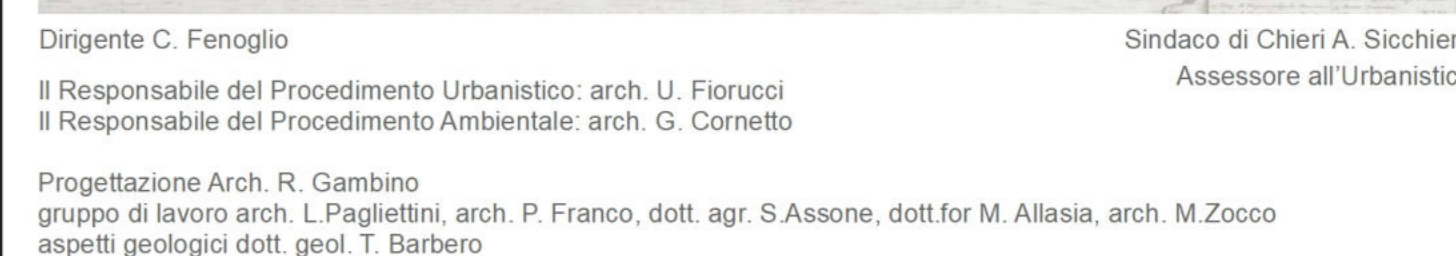 Dirigente C. Fenoglio
Sindaco di Chieri A. Sicchier
Assessore all'Urbanistic
Il Responsabile del Procedimento Urbanistico: arch. U. Fiorucci
Il Responsabile del Procedimento Ambientale: arch. G. Cornetto
Progettazione Arch. R. Gambino
gruppo di lavoro arch. L.Pagliettini, arch. P. Franco, dott. agr. S.Assone, dott.for M. Allasia, arch. M.Zocco
aspetti geologici dott. geol. T. Barbero